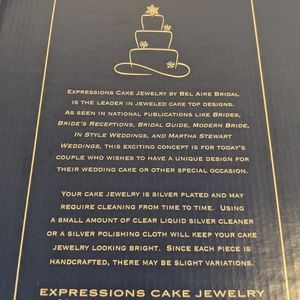 Expressions Cake Jewelry by Bel Aire Bridal
is the leader in jeweled cake top designs.
As seen in national publications like Brides,
Bride's Receptions, Bridal Guide, Modern Bride,
In Style Weddings, and Martha Stewart
Weddings, this exciting concept is for today's
couple who wishes to have a unique design for
their wedding cake or other special occasion.
Your cake jewelry is silver plated and may
require cleaning from time to time. Using
a small amount of clear liquid silver cleaner
or a silver polishing cloth will keep your cake
jewelry looking bright. Since each piece is
handcrafted, there may be slight variations.
Expressions Cake Jewelry